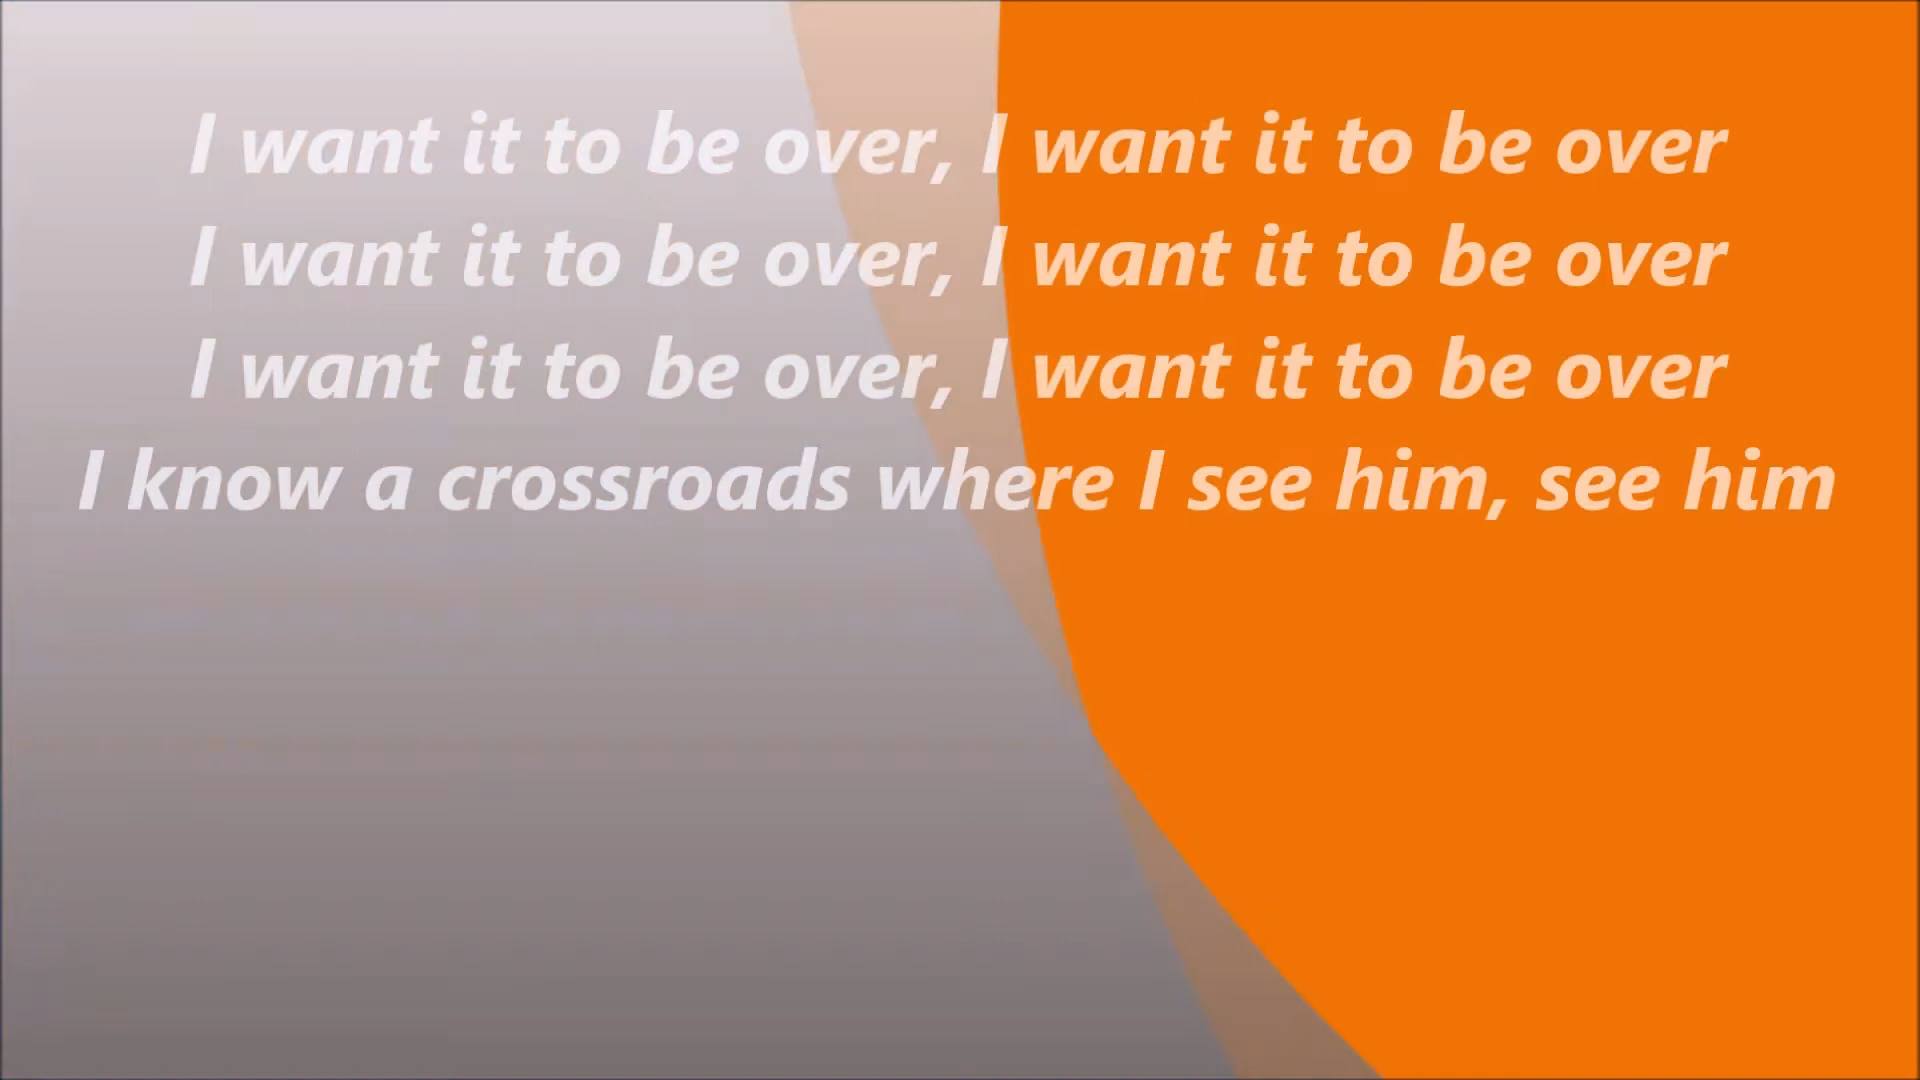 I want it to be over, I want it to be over
I want it to be over, I want it to be over
I want it to be over, I want it to be over
I know a crossroads where I see him, see him